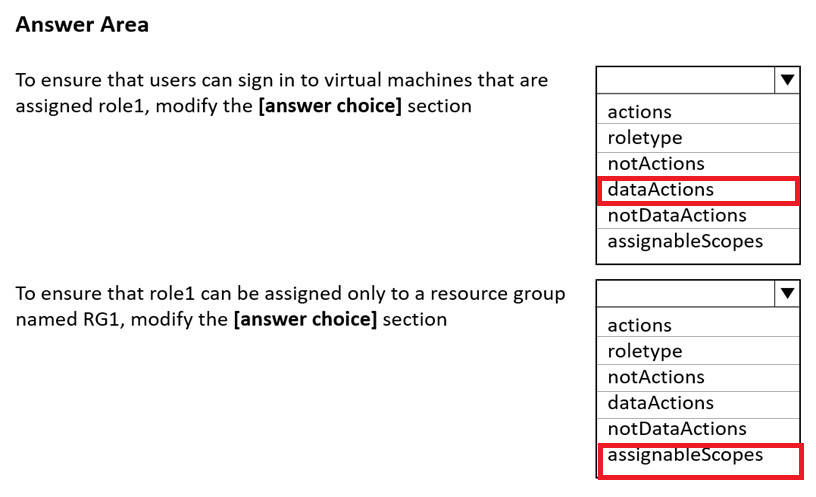 Answer Area
To ensure that users can sign in to virtual machines that are
assigned role1, modify the [answer choice] section
actions
roletype
notActions
dataActions
notDataActions
assignableScopes
To ensure that role1 can be assigned only to a resource group
named RG1, modify the [answer choice] section
actions
roletype
notActions
dataActions
notDataActions
assignableScopes